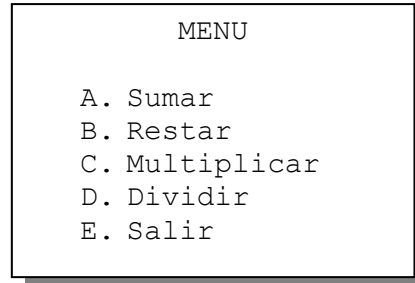 MENU
A. Sumar
B. Restar
C. Multiplicar
D. Dividir
E. Salir